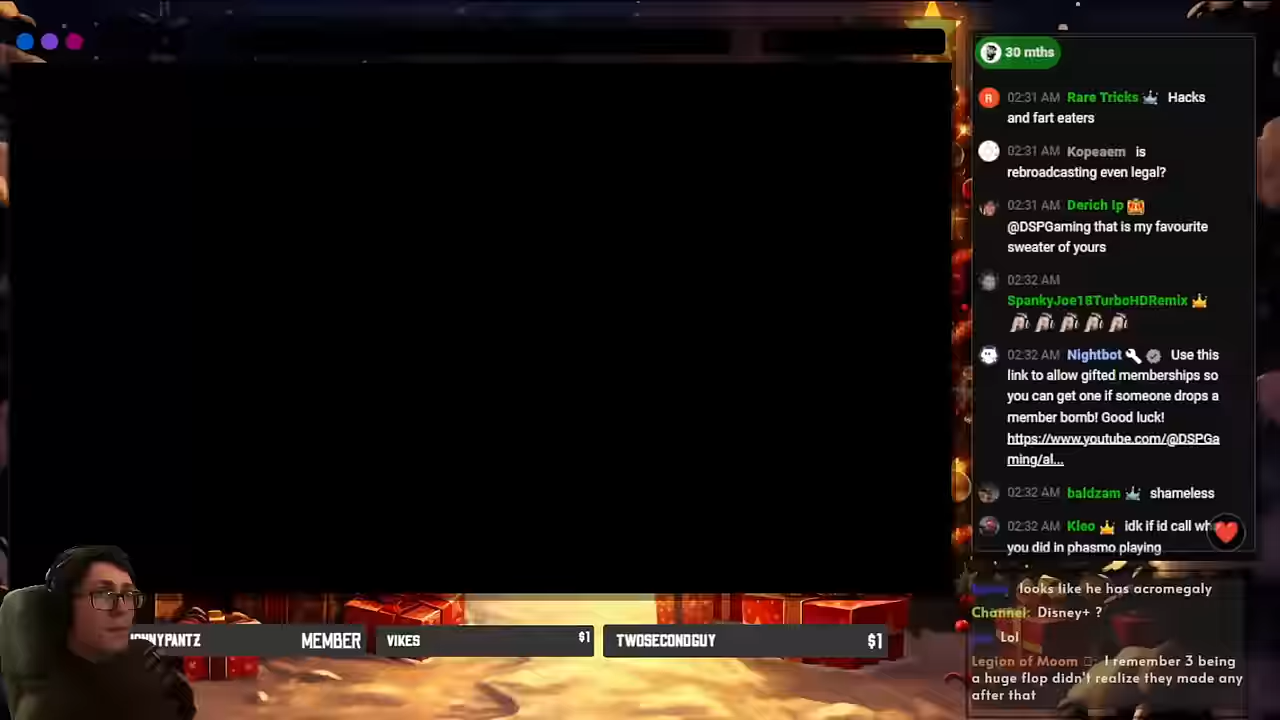 30 mths
02:31 AM Rare Tricks Hacks
and fart eaters
02:31 AM Kopeaem is
rebroadcasting even legal?
02:31 AM Derich Ip
@DSPGaming that is my favourite
sweater of yours
02:32 AM
SpankyJoe18TurboHDRemix
02:32 AM Nightbot Use this
link to allow gifted memberships so
you can get one if someone drops a
member bomb! Good luck!
https://www.youtube.com/@DSPGa
ming/al...
02:32 AM baldzam shameless
02:32 AM Kleo idk if id call
you did in phasmo playing
looks like he has acromegaly
Channel: Disney+ ?
Lol
Legion of Moom : I remember 3 being
a huge flop didn't realize they made any
after that
MEMBER
VIKES $1
TWOSECONDGUY $1